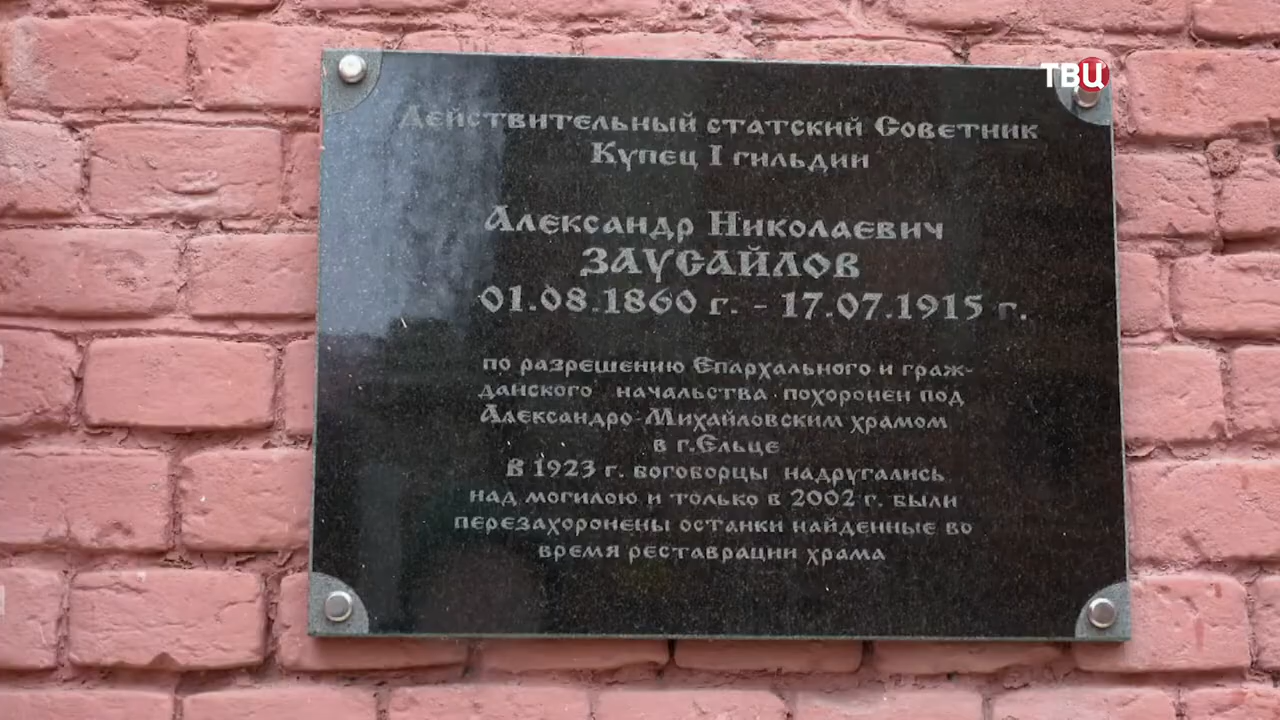 ТВЦ
Действительный статский Советник
Купец I гильдии
Александр Николаевич
ЗАУСАЙЛОВ
01.08.1860 г. - 17.07.1915 г.
по разрешению Епархального и граж-
данского начальства похоронен под
Александро-Михайловским храмом
в г.Ельце
В 1923 г. боговорцы надругались
над могилою и только в 2002 г. были
перезахоронены останки найденные во
время реставрации храма